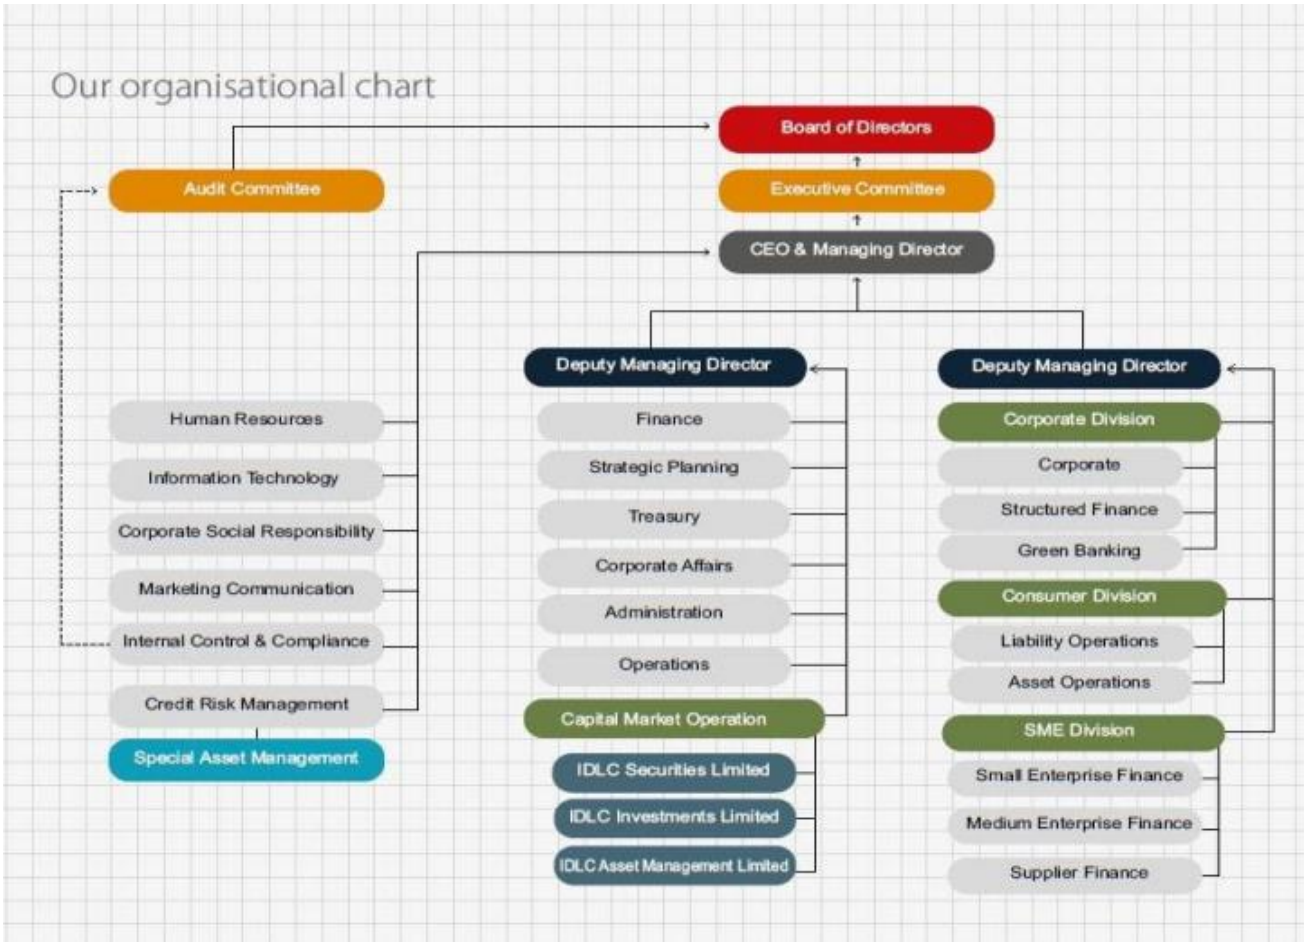 Our organisational chart
Board of Directors
Audit Committee
Executive Committee
CEO & Managing Director
Deputy Managing Director
Deputy Managing Director
Human Resources
Information Technology
Corporate Social Responsibility
Marketing Communication
Internal Control & Compliance
Credit Risk Management
Special Asset Management
Finance
Strategic Planning
Treasury
Corporate Affairs
Administration
Operations
Capital Market Operation
IDLC Securities Limited
IDLC Investments Limited
IDLC Asset Management Limited
Corporate Division
Corporate
Structured Finance
Green Banking
Consumer Division
Liability Operations
Asset Operations
SME Division
Small Enterprise Finance
Medium Enterprise Finance
Supplier Finance